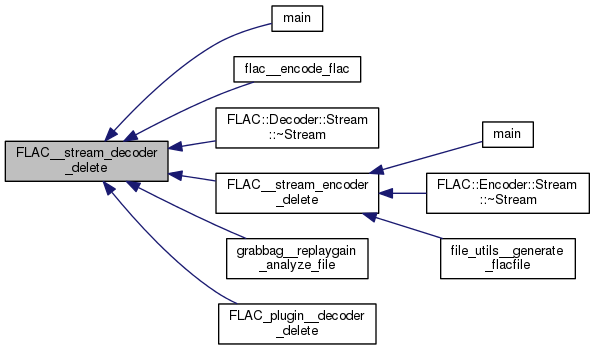 main
flac__encode_flac
FLAC::Decoder::Stream
::~Stream
main
FLAC__stream_decoder
_delete
FLAC__stream_encoder
_delete
FLAC::Encoder::Stream
::~Stream
grabbag__replaygain
_analyze_file
file_utils__generate
_flacfile
FLAC_plugin__decoder
_delete